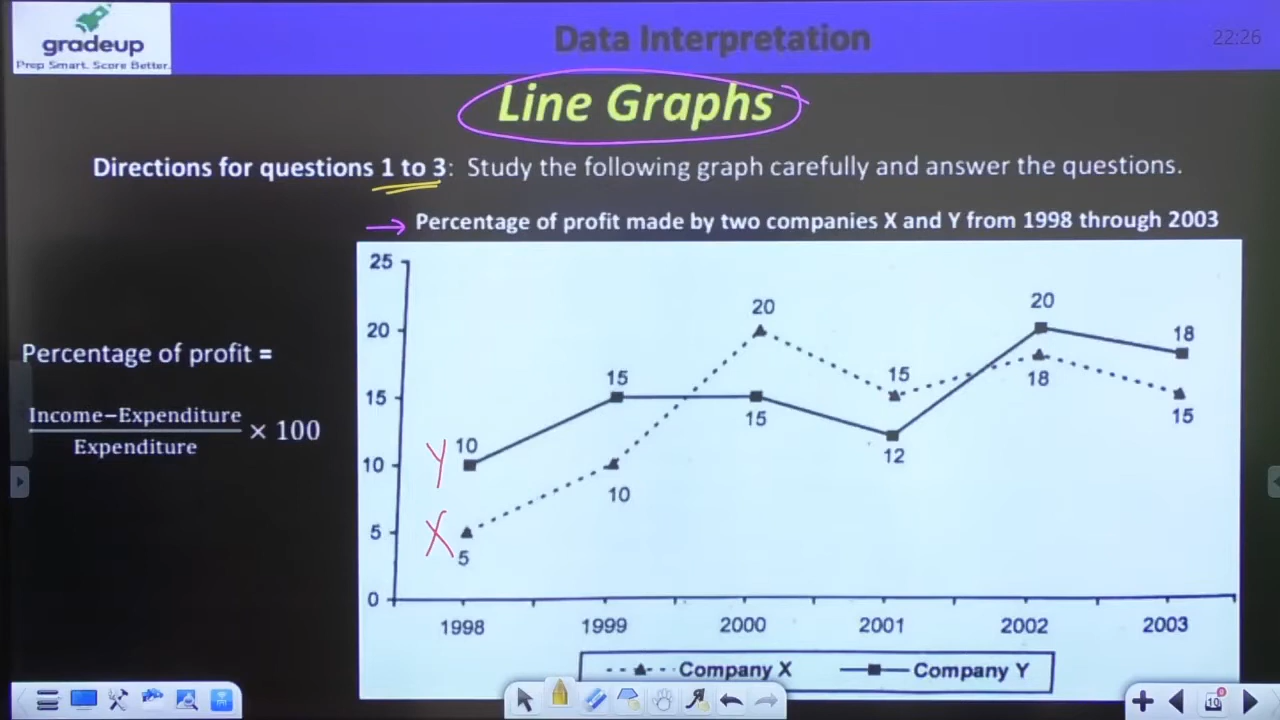 gradeup
Prep Smart. Score Better.
Data Interpretation
22:26
Line Graphs
Directions for questions 1 to 3: Study the following graph carefully and answer the questions.
Percentage of profit made by two companies X and Y from 1998 through 2003
Percentage of profit =
Income−Expenditure
Expenditure
× 100
25
20
15
10
5
0
Y
X
10
15
15
12
20
18
5
10
20
15
18
15
1998
1999
2000
2001
2002
2003
Company X
Company Y
10